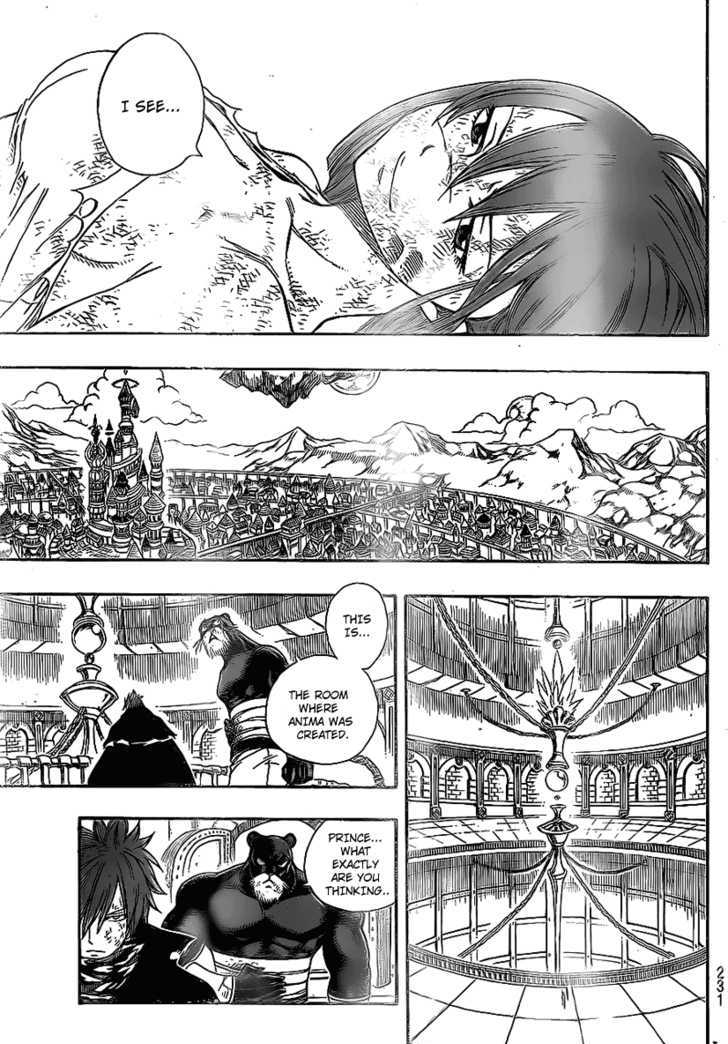 I SEE...
THIS
IS...
THE ROOM
WHERE
ANIMA WAS
CREATED.
PRINCE...
WHAT
EXACTLY
ARE YOU
THINKING..
231